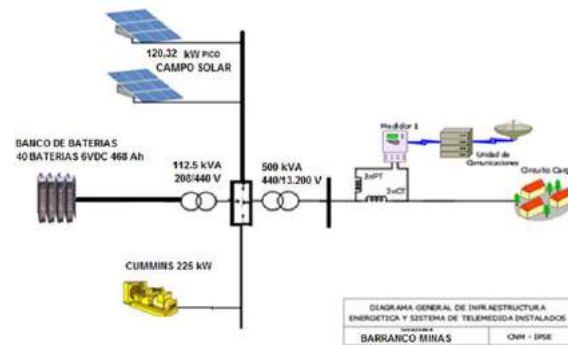 120,32 kW PICO
CAMPO SOLAR
BANCO DE BATERIAS
40 BATERIAS 6VDC 468 Ah
112.5 kVA
208/440 V
500 kVA
440/13.200 V
Medidor 1
Unidad de
Comunicaciones
3xPT
3xCT
Circuito Carg
CUMMINS 225 kW
DIAGRAMA GENERAL DE INFRAESTRUCTURA
ENERGETICA Y SISTEMA DE TELEMEDIDA INSTALADOS
BARRANCO MINAS
CNM - IPSE